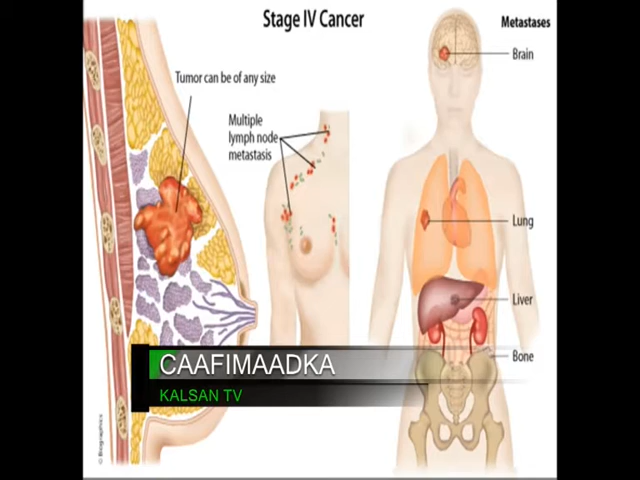 Stage IV Cancer
Metastases
Brain
Tumor can be of any size
Multiple
lymph node
metastasis
Lung
Liver
Bone
CAAFIMAADKA
KALSAN TV
© Biographics